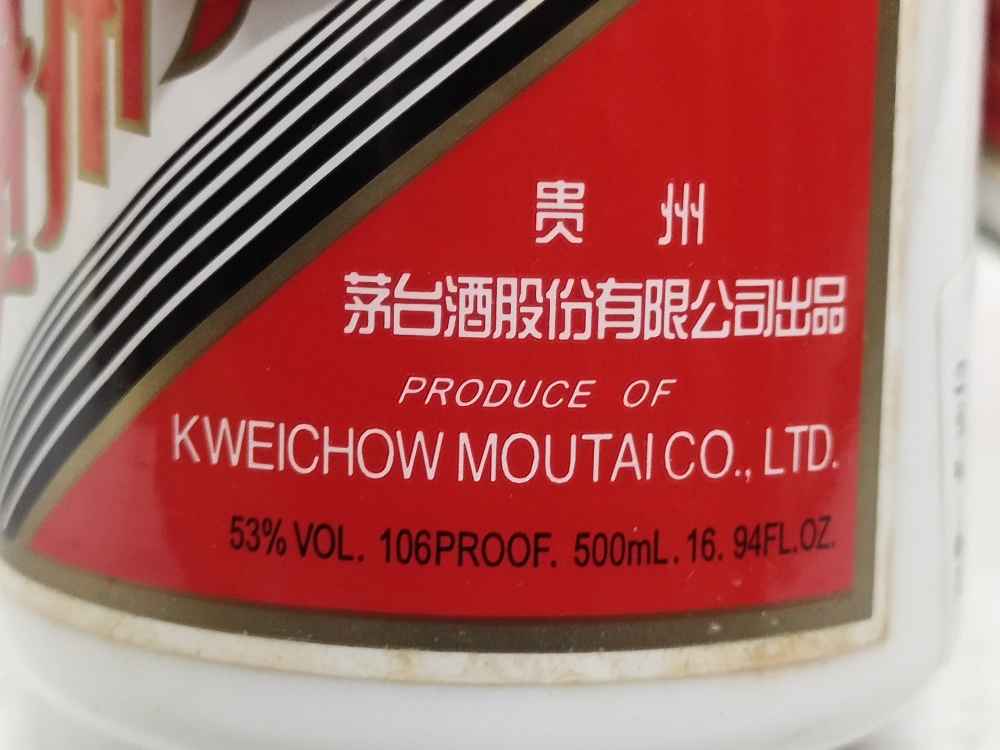 贵 州
茅台酒股份有限公司出品
PRODUCE OF
KWEICHOW MOUTAI CO., LTD.
53% VOL. 106PROOF. 500mL. 16. 94FL.OZ.